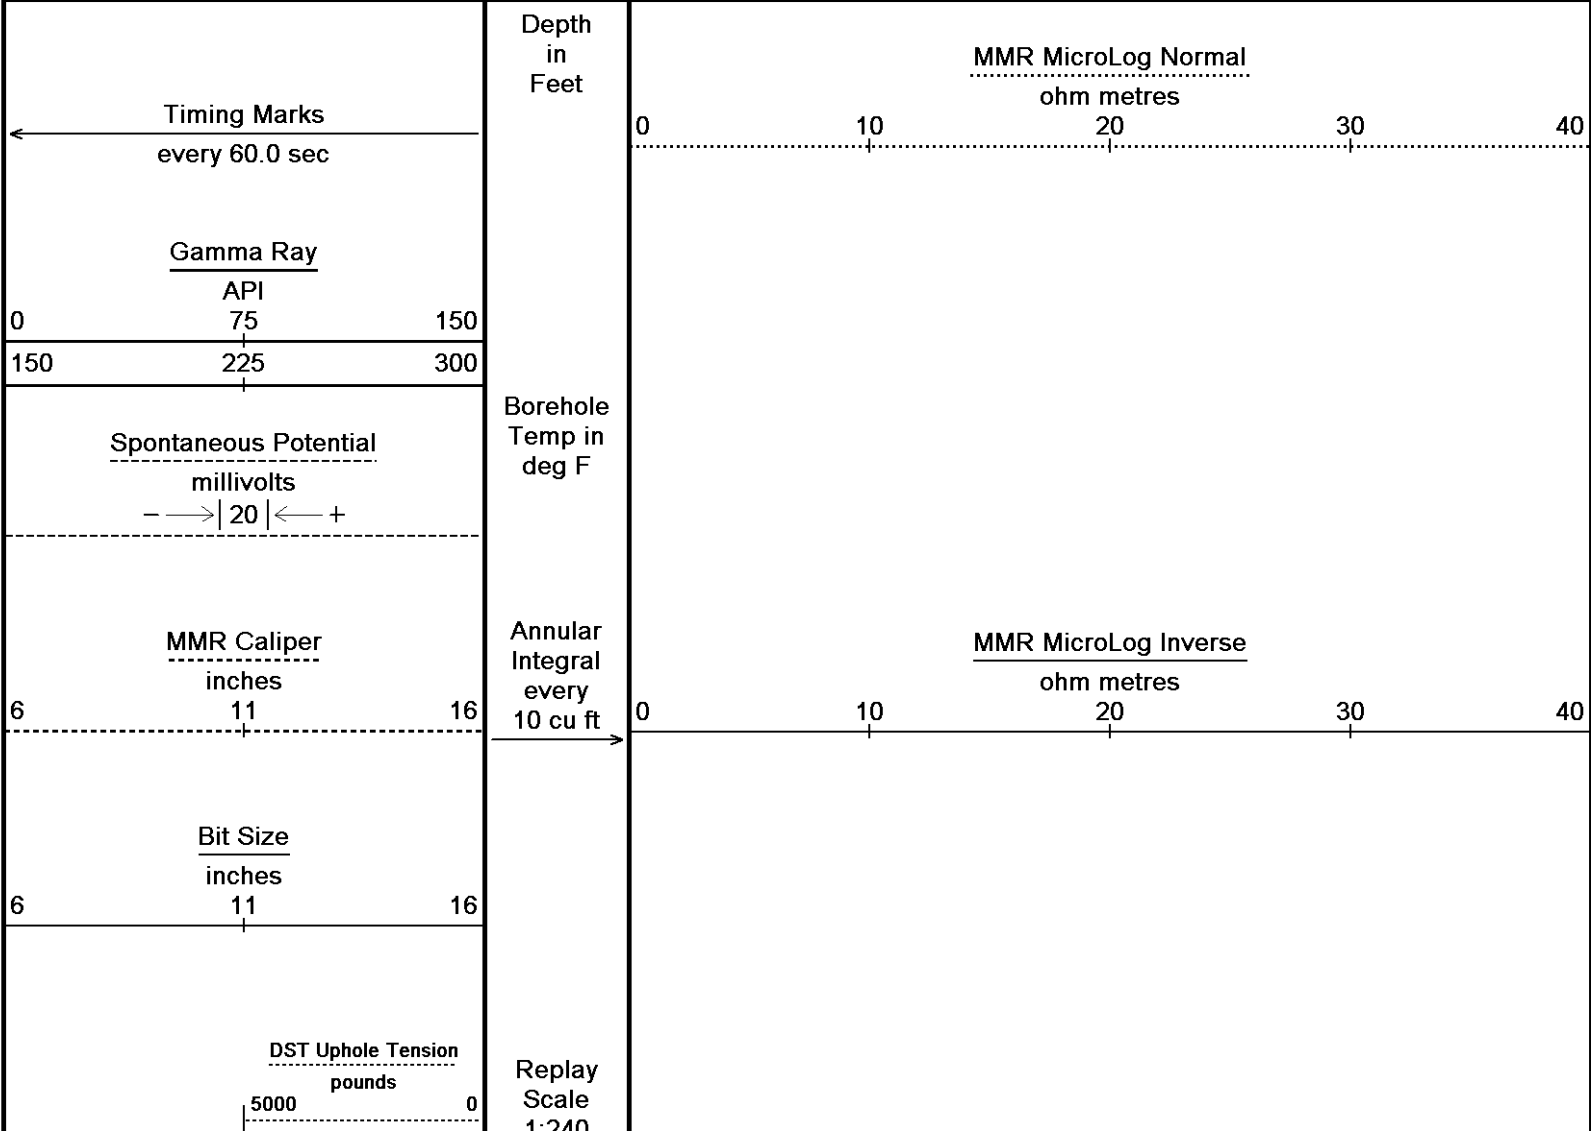 Timing Marks
every 60.0 sec
Gamma Ray
API
0 75 150
150 225 300
Spontaneous Potential
millivolts
− 20 +
MMR Caliper
inches
6 11 16
Bit Size
inches
6 11 16
DST Uphole Tension
pounds
5000 0
Depth
in
Feet
Borehole
Temp in
deg F
Annular
Integral
every
10 cu ft
Replay
Scale
1:240
MMR MicroLog Normal
ohm metres
0 10 20 30 40
MMR MicroLog Inverse
ohm metres
0 10 20 30 40